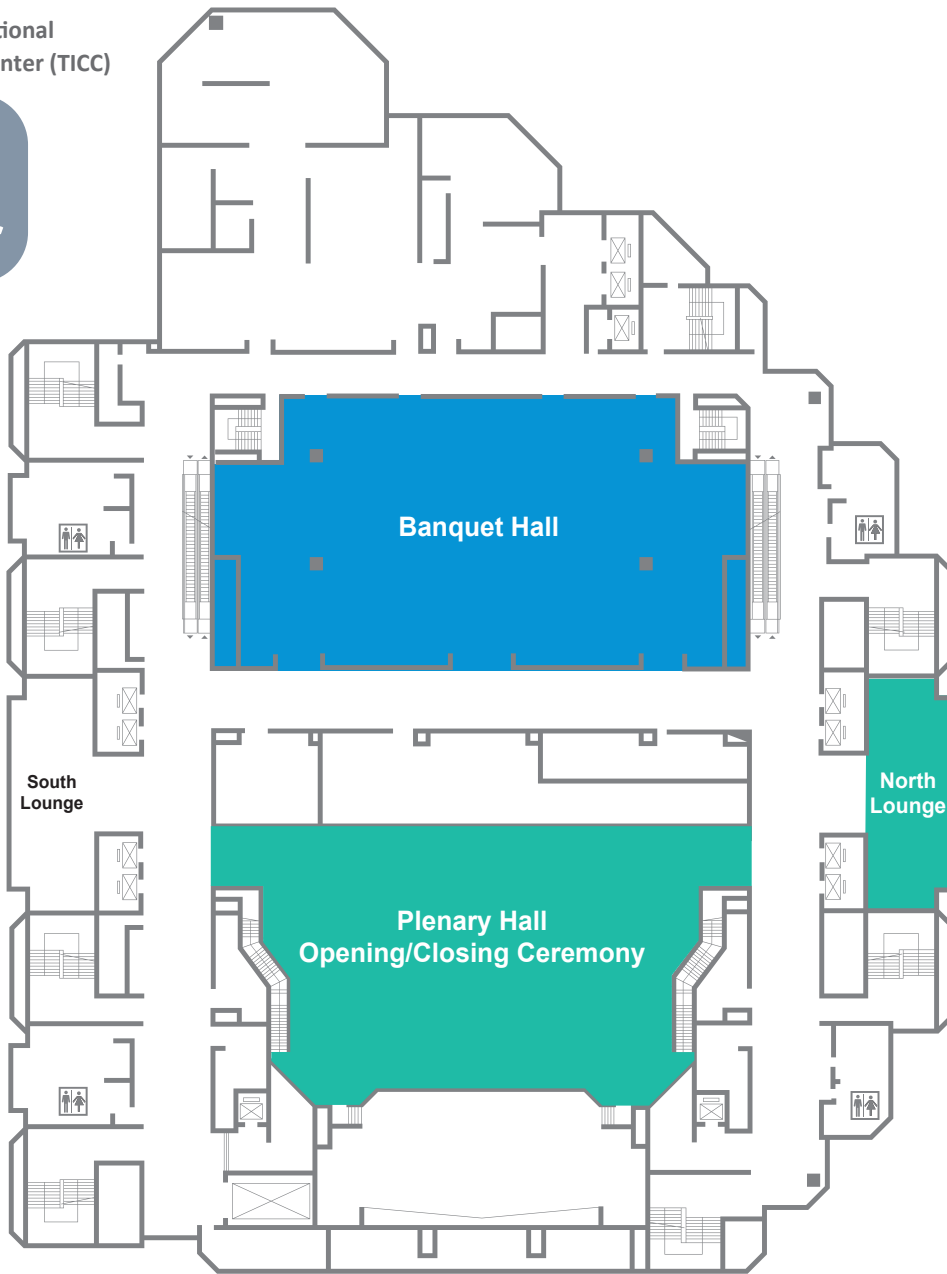 tional
nter (TICC)
Banquet Hall
South
Lounge
North
Lounge
Plenary Hall
Opening/Closing Ceremony